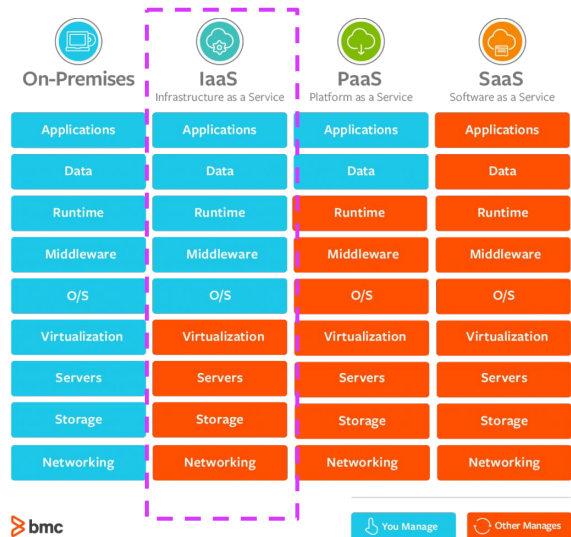 On-Premises
IaaS
Infrastructure as a Service
PaaS
Platform as a Service
SaaS
Software as a Service
Applications Applications Applications Applications
Data Data Data Data
Runtime Runtime Runtime Runtime
Middleware Middleware Middleware Middleware
O/S O/S O/S O/S
Virtualization Virtualization Virtualization Virtualization
Servers Servers Servers Servers
Storage Storage Storage Storage
Networking Networking Networking Networking
bmc
You Manage
Other Manages